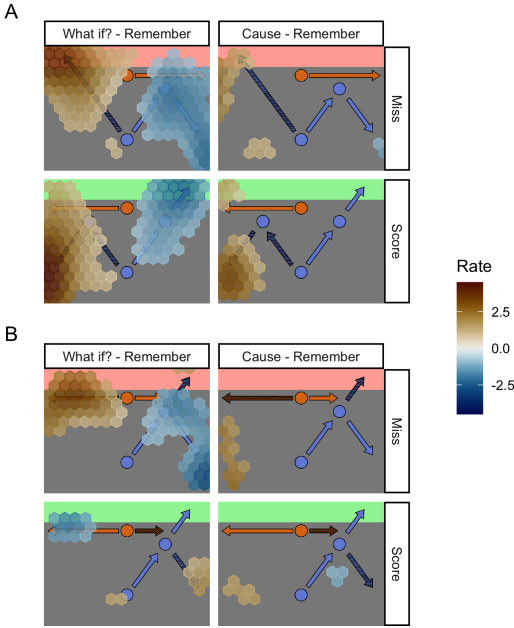 A
What if? - Remember
Cause - Remember
Miss
Score
Rate
2.5
0.0
-2.5
B
What if? - Remember
Cause - Remember
Miss
Score